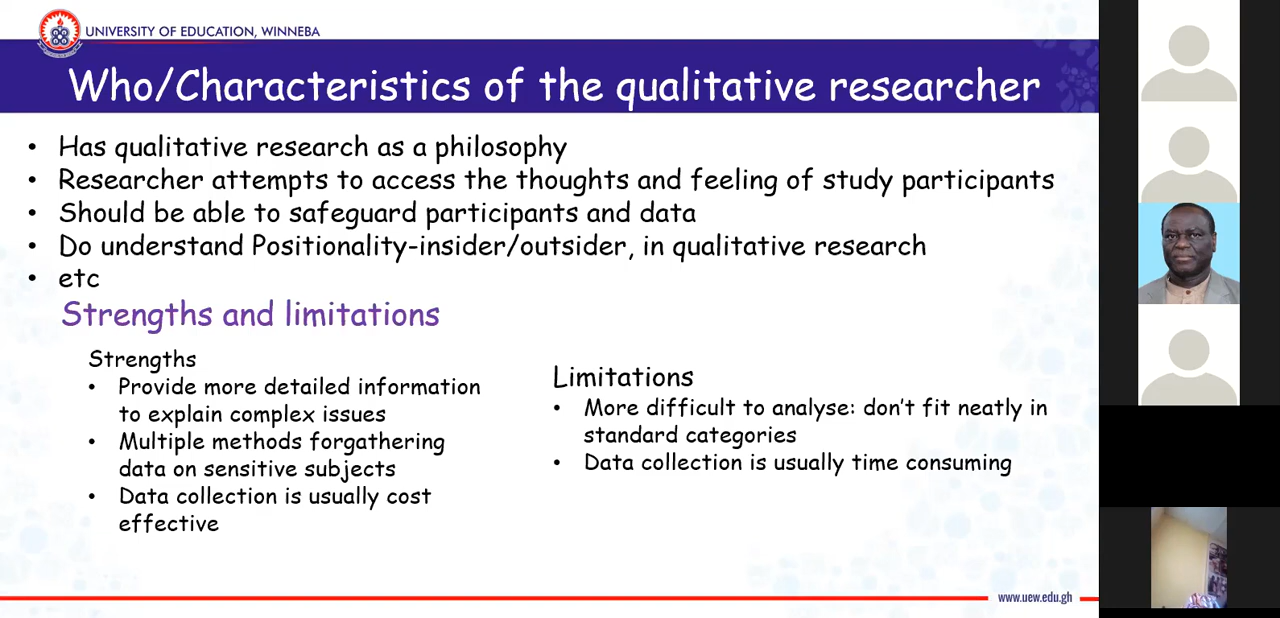 UNIVERSITY OF EDUCATION, WINNEBA
Who/Characteristics of the qualitative researcher
• Has qualitative research as a philosophy
• Researcher attempts to access the thoughts and feeling of study participants
• Should be able to safeguard participants and data
• Do understand Positionality-insider/outsider, in qualitative research
• etc
Strengths and limitations
Strengths
• Provide more detailed information
to explain complex issues
• Multiple methods forgathering
data on sensitive subjects
• Data collection is usually cost
effective
Limitations
• More difficult to analyse: don't fit neatly in
standard categories
• Data collection is usually time consuming
www.uew.edu.gh